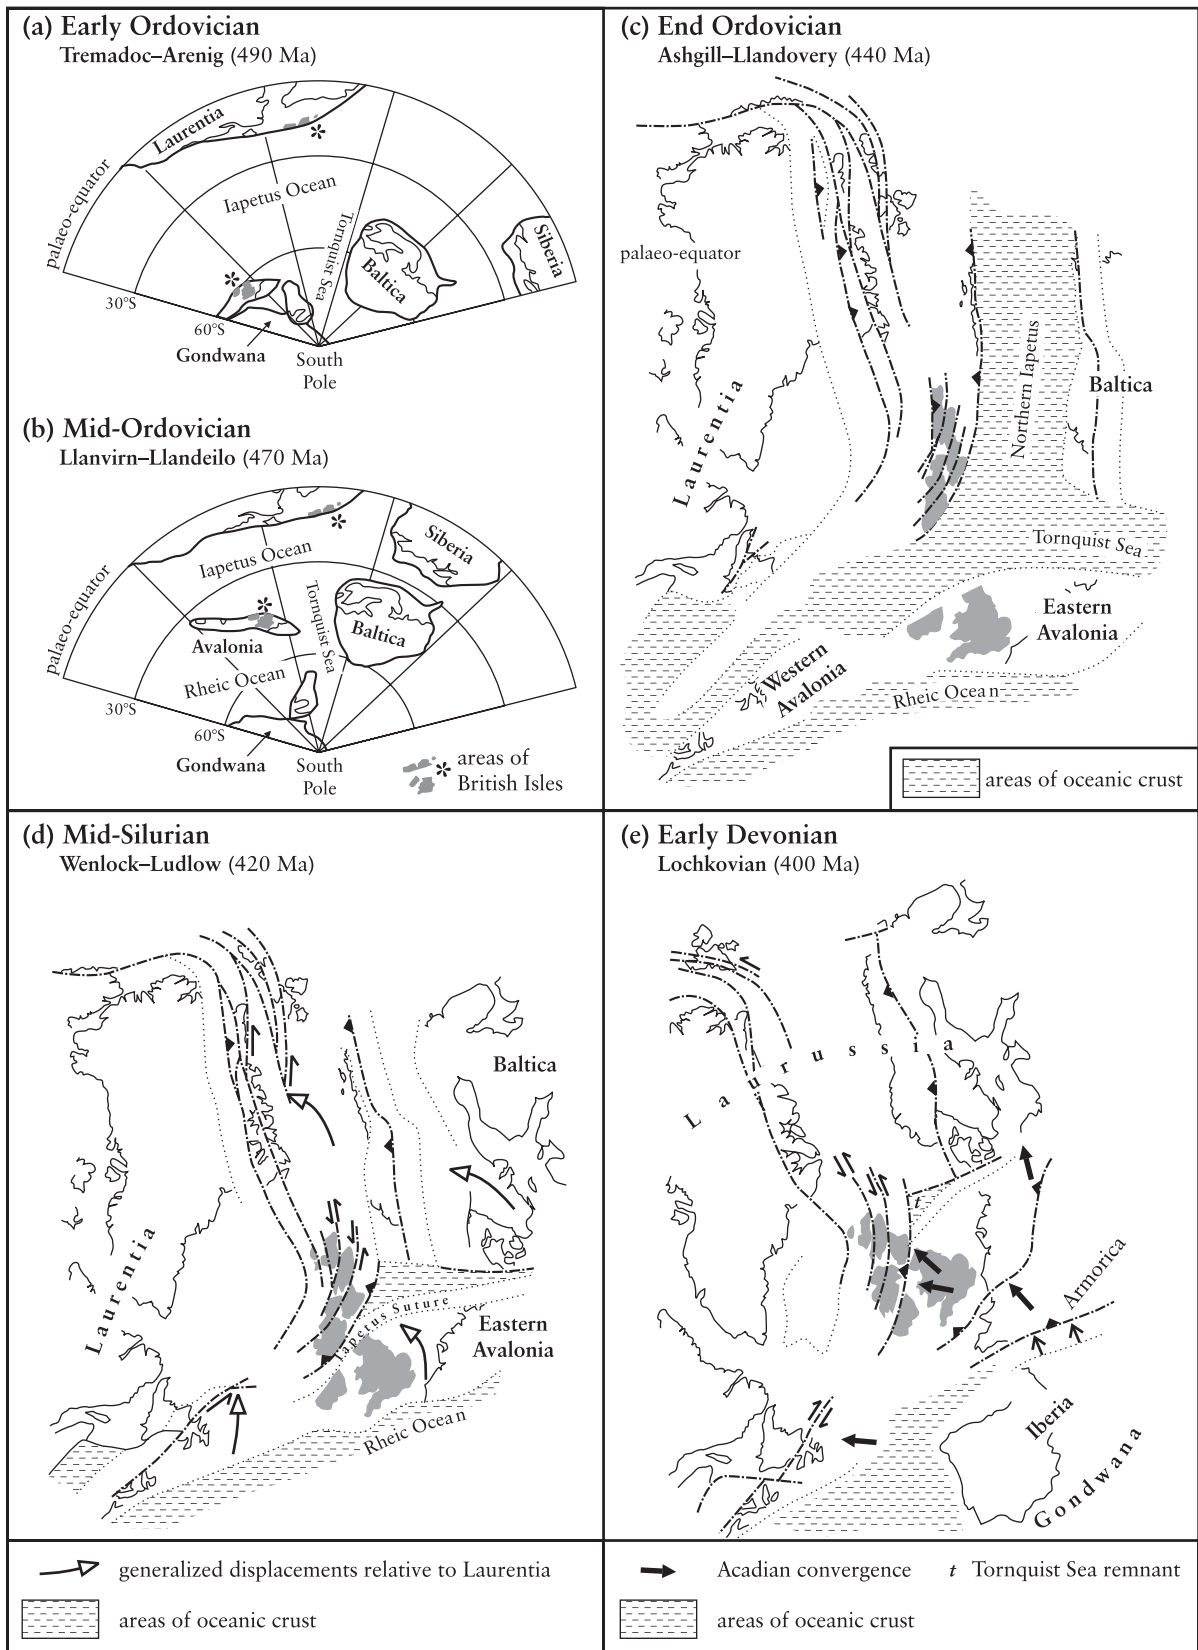 (a) Early Ordovician
Tremadoc–Arenig (490 Ma)
Laurentia
*
palaeo-equator
Iapetus Ocean
Tornquist Sea
Baltica
Siberia
*
30°S
60°S
Gondwana
South
Pole
(b) Mid-Ordovician
Llanvirn–Llandeilo (470 Ma)
*
Siberia
palaeo-equator
Iapetus Ocean
Tornquist Sea
*
Baltica
Avalonia
Rheic Ocean
30°S
60°S
Gondwana
South
Pole
* areas of
British Isles
(c) End Ordovician
Ashgill–Llandovery (440 Ma)
palaeo-equator
Laurentia
Northern Iapetus
Baltica
Tornquist Sea
Eastern
Avalonia
Western
Avalonia
Rheic Ocean
areas of oceanic crust
(d) Mid-Silurian
Wenlock–Ludlow (420 Ma)
Baltica
Laurentia
Iapetus Suture
Eastern
Avalonia
Rheic Ocean
generalized displacements relative to Laurentia
areas of oceanic crust
(e) Early Devonian
Lochkovian (400 Ma)
Laurussia
t
Armorica
Iberia
Gondwana
Acadian convergence
t Tornquist Sea remnant
areas of oceanic crust